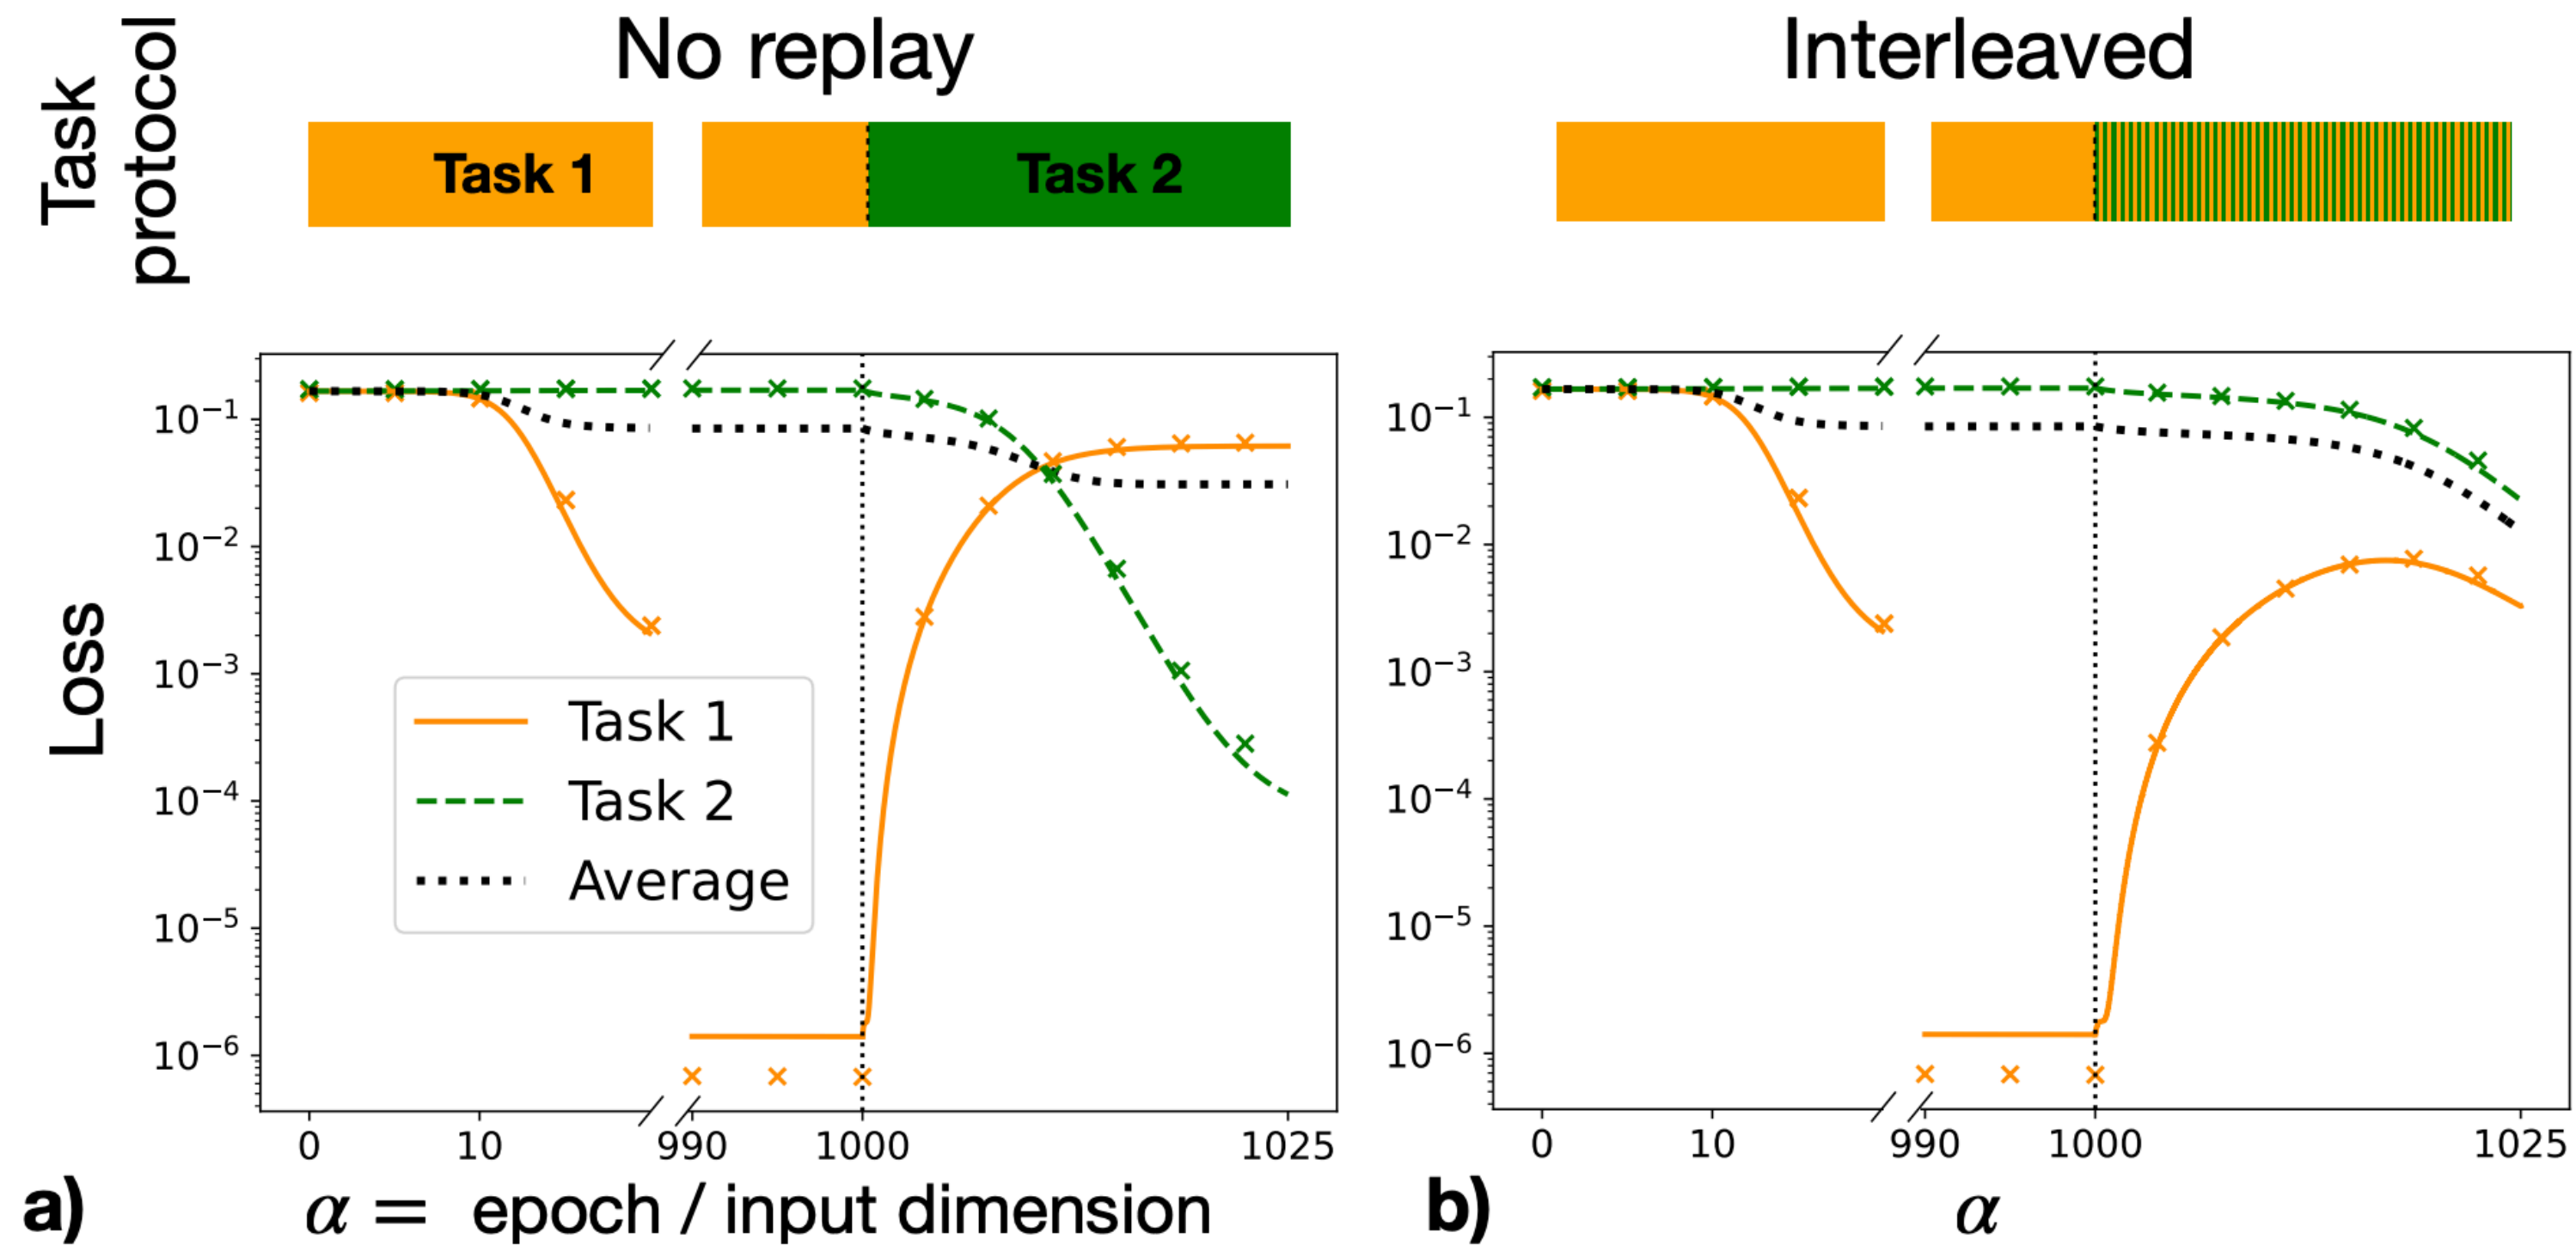 No replay
Interleaved
Task
protocol
Task 1
Task 2
Loss
10⁻¹
10⁻²
10⁻³
10⁻⁴
10⁻⁵
10⁻⁶
Task 1
Task 2
Average
0
10
990
1000
1025
a)
α = epoch / input dimension
10⁻¹
10⁻²
10⁻³
10⁻⁴
10⁻⁵
10⁻⁶
0
10
990
1000
1025
b)
α